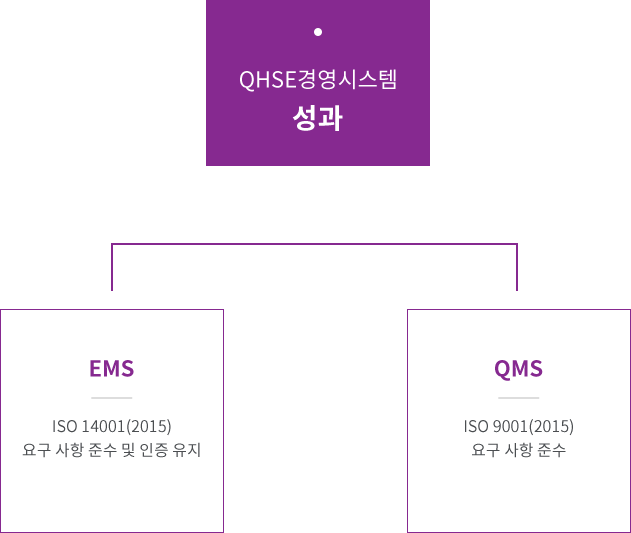 QHSE경영시스템
성과
EMS
ISO 14001(2015)
요구 사항 준수 및 인증 유지
QMS
ISO 9001(2015)
요구 사항 준수